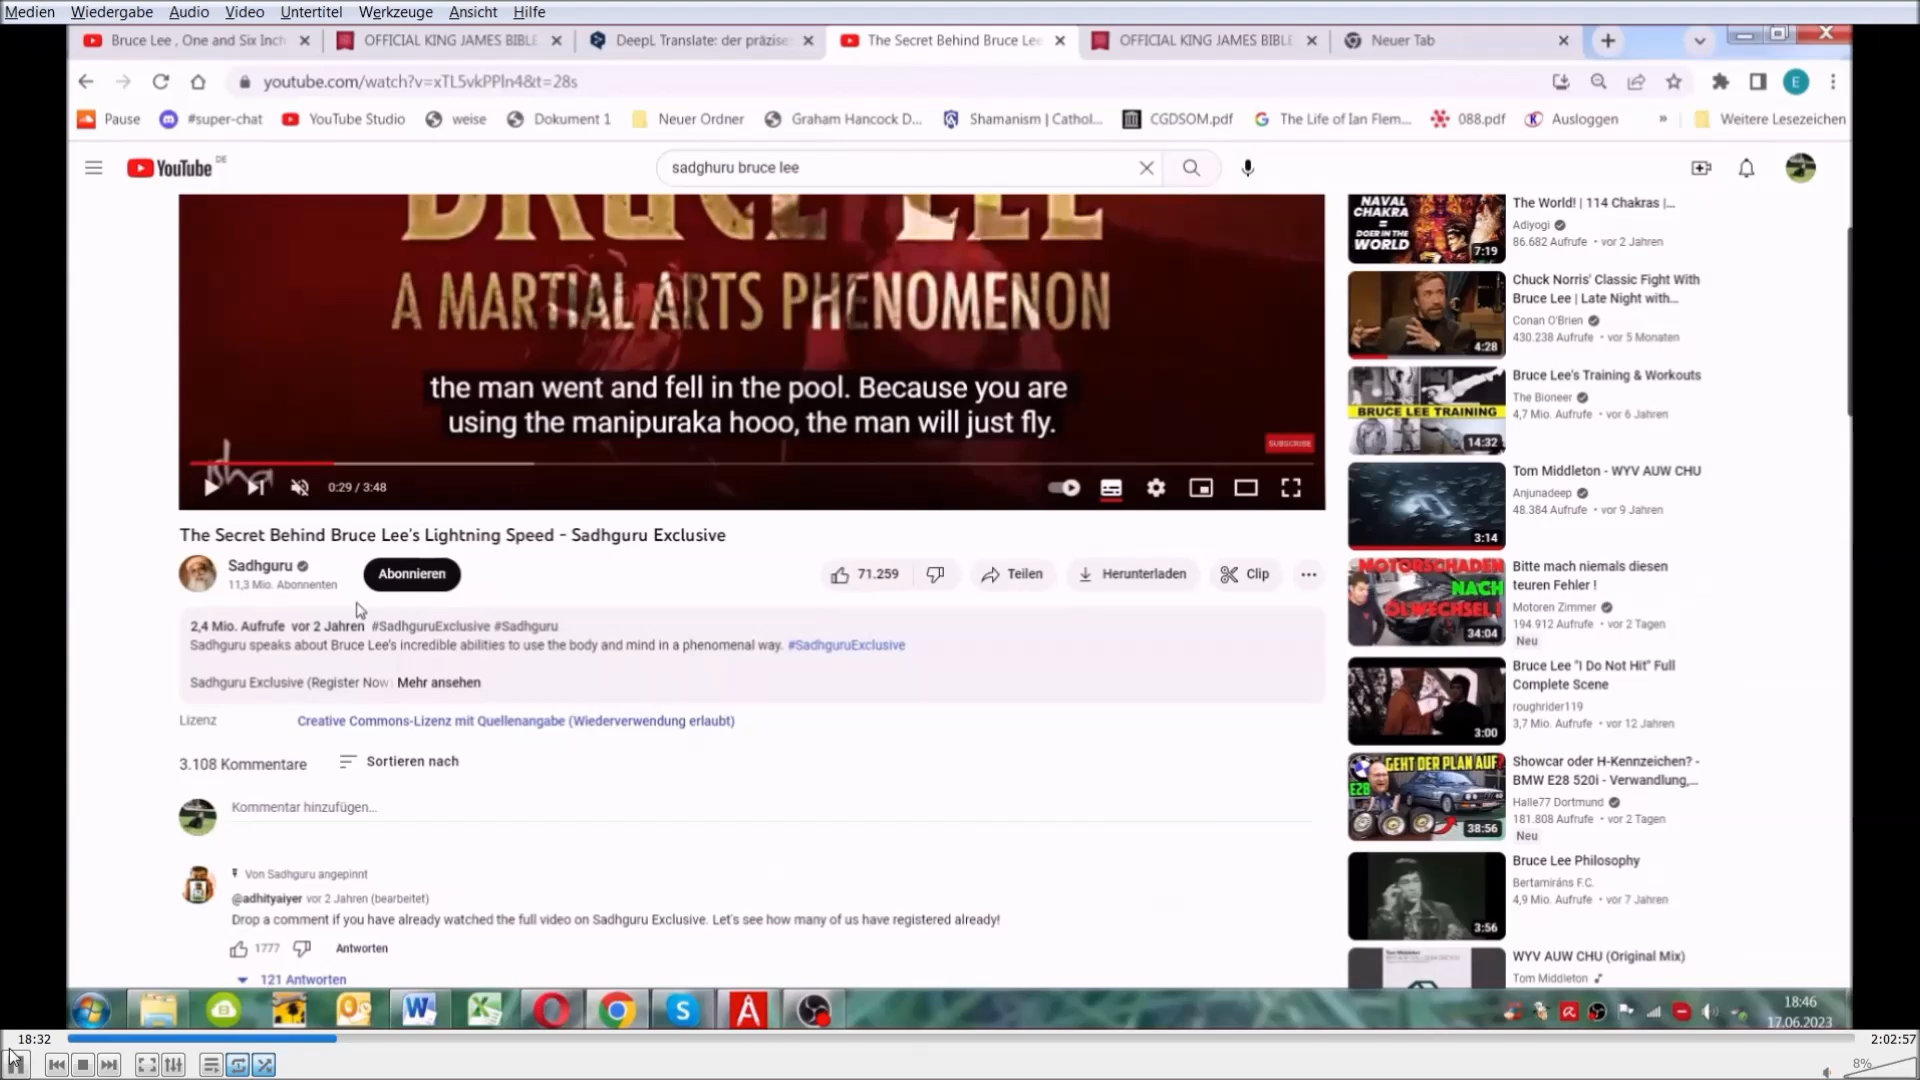 Medien Wiedergabe Audio Video Untertitel Werkzeuge Ansicht Hilfe
Bruce Lee , One and Six Inch
OFFICIAL KING JAMES BIBLE
DeepL Translate: der präzise
The Secret Behind Bruce Lee
OFFICIAL KING JAMES BIBLE
Neuer Tab
youtube.com/watch?v=xTL5vkPPln4&t=28s
E
Pause #super-chat YouTube Studio weise Dokument 1 Neuer Ordner Graham Hancock D... Shamanism | Cathol... CGDSOM.pdf The Life of Ian Flem... 088.pdf Ausloggen » Weitere Lesezeichen
YouTube DE
sadghuru bruce lee
BRUCE LEE
A MARTIAL ARTS PHENOMENON
the man went and fell in the pool. Because you are
using the manipuraka hooo, the man will just fly.
SUBSCRIBE
isha
0:29 / 3:48
The Secret Behind Bruce Lee's Lightning Speed - Sadhguru Exclusive
Sadhguru
11,3 Mio. Abonnenten
Abonnieren
71.259
Teilen
Herunterladen
Clip
2,4 Mio. Aufrufe vor 2 Jahren #SadhguruExclusive #Sadhguru
Sadhguru speaks about Bruce Lee's incredible abilities to use the body and mind in a phenomenal way. #SadhguruExclusive
Sadhguru Exclusive (Register Now Mehr ansehen
Lizenz
Creative Commons-Lizenz mit Quellenangabe (Wiederverwendung erlaubt)
3.108 Kommentare
Sortieren nach
Kommentar hinzufügen...
Von Sadhguru angepinnt
@adhityaiyer vor 2 Jahren (bearbeitet)
Drop a comment if you have already watched the full video on Sadhguru Exclusive. Let's see how many of us have registered already!
1777
Antworten
121 Antworten
NAVAL
CHAKRA
=
DOER IN THE
WORLD
7:19
The World! | 114 Chakras |...
Adiyogi
86.682 Aufrufe • vor 2 Jahren
4:28
Chuck Norris' Classic Fight With
Bruce Lee | Late Night with...
Conan O'Brien
430.238 Aufrufe • vor 5 Monaten
BRUCE LEE TRAINING
14:32
Bruce Lee's Training & Workouts
The Bioneer
4,7 Mio. Aufrufe • vor 6 Jahren
3:14
Tom Middleton - WYV AUW CHU
Anjunadeep
48.384 Aufrufe • vor 9 Jahren
MOTORSCHADEN
NACH
ÖLWECHSEL!
34:04
Bitte mach niemals diesen
teuren Fehler !
Motoren Zimmer
194.912 Aufrufe • vor 2 Tagen
Neu
3:00
Bruce Lee "I Do Not Hit" Full
Complete Scene
roughrider119
3,7 Mio. Aufrufe • vor 12 Jahren
GEHT DER PLAN AUF?
E28
38:56
Showcar oder H-Kennzeichen? -
BMW E28 520i - Verwandlung,...
Halle77 Dortmund
181.808 Aufrufe • vor 2 Tagen
Neu
3:56
Bruce Lee Philosophy
Bertamiráns F.C.
4,9 Mio. Aufrufe • vor 7 Jahren
WYV AUW CHU (Original Mix)
Tom Middleton
18:46
17.06.2023
18:32
2:02:57
8%